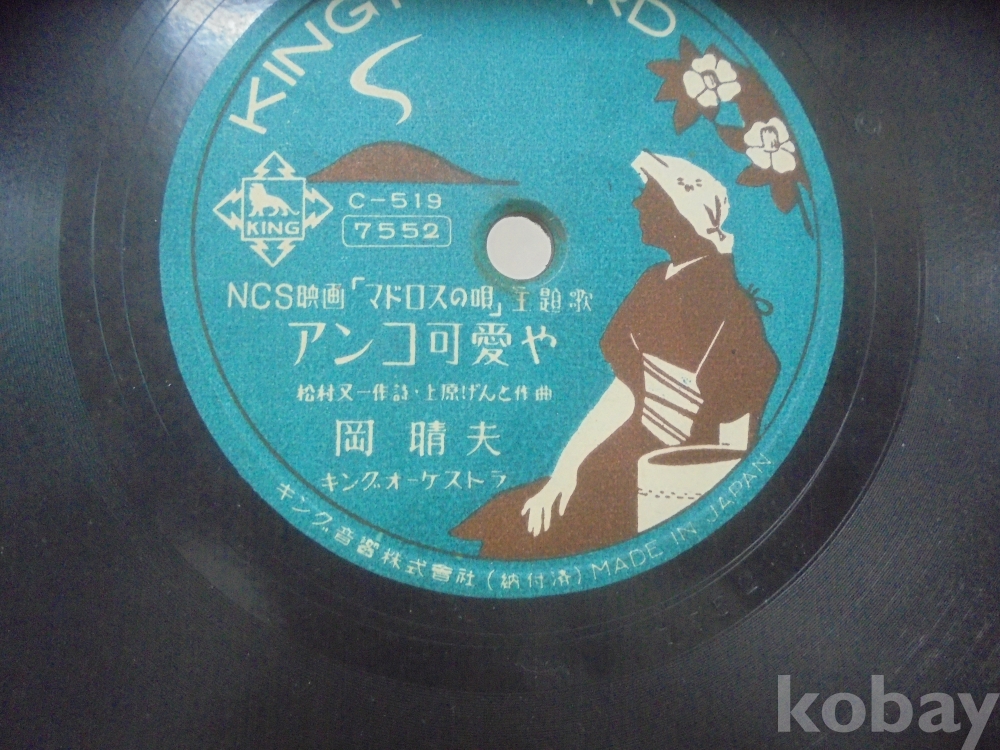 KING RECORD
KING
C-519
7552
NCS映画「マドロスの唄」主題歌
アンコ可愛や
松村又一作詩・上原げんと作曲
岡晴夫
キングオーケストラ
キング音響株式會社(納付済) MADE IN JAPAN
kobay